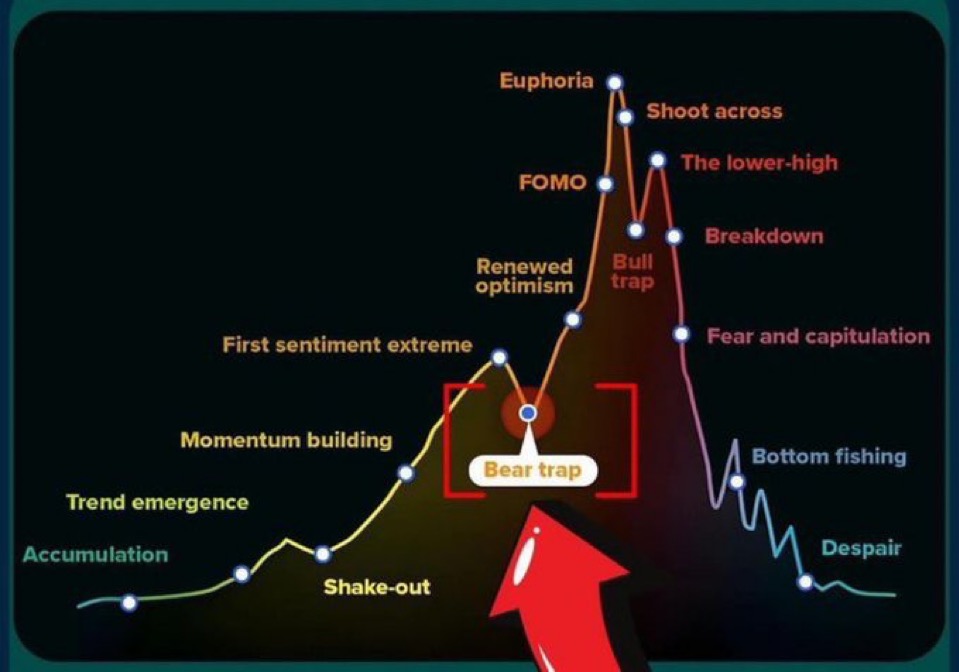 Euphoria
Shoot across
The lower-high
FOMO
Breakdown
Renewed
optimism
Bull
trap
First sentiment extreme
Fear and capitulation
Momentum building
Bear trap
Bottom fishing
Trend emergence
Accumulation
Despair
Shake-out